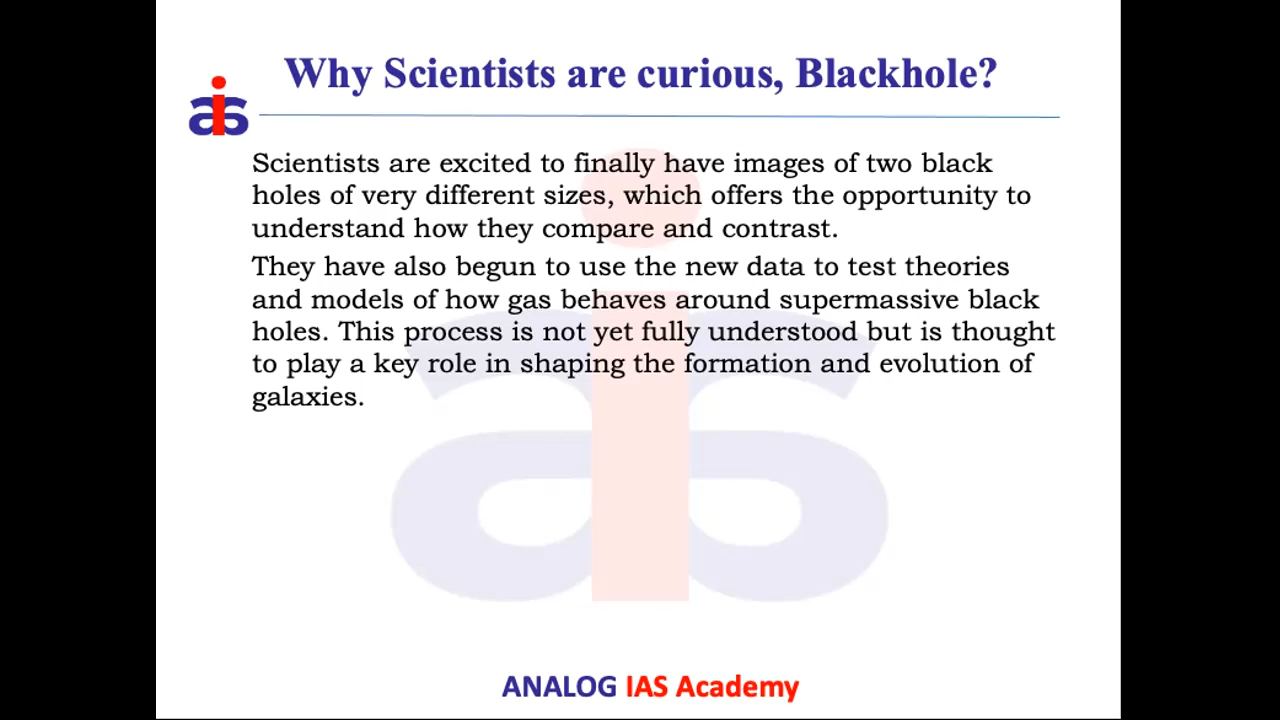 Why Scientists are curious, Blackhole?
Scientists are excited to finally have images of two black
holes of very different sizes, which offers the opportunity to
understand how they compare and contrast.
They have also begun to use the new data to test theories
and models of how gas behaves around supermassive black
holes. This process is not yet fully understood but is thought
to play a key role in shaping the formation and evolution of
galaxies.
ANALOG IAS Academy